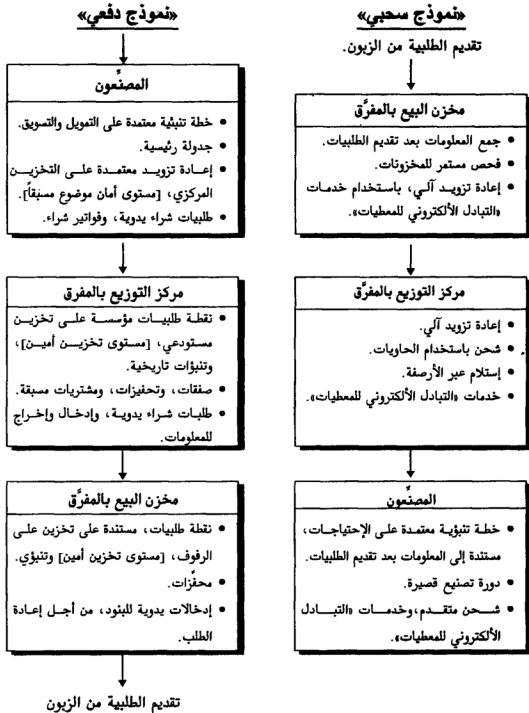 «نموذج سحبي»
تقديم الطلبية من الزبون.
مخزن البيع بالمفرَّق
• جمع المعلومات بعد تقديم الطلبيات.
• فحص مستمر للمخزونات.
• إعادة تزويد آلي، باستخدام خدمات
«التبادل الألكتروني للمعطيات».
مركز التوزيع بالمفرَّق
• إعادة تزويد آلي.
• شحن باستخدام الحاويات.
• إستلام عبر الأرصفة.
• خدمات «التبادل الألكتروني للمعطيات».
المصنِّعون
• خطة تنبؤية معتمدة على الإحتياجات،
مستندة إلى المعلومات بعد تقديم الطلبيات.
• دورة تصنيع قصيرة.
• شحن متقدم، وخدمات «التبادل
الألكتروني للمعطيات».
«نموذج دفعي»
المصنِّعون
• خطة تنبئية معتمدة على التمويل والتسويق.
• جدولة رئيسية.
• إعادة تزويد معتمدة على التخزين
المركزي، [مستوى أمان موضوع مسبقاً].
• طلبيات شراء يدوية، وفواتير شراء.
مركز التوزيع بالمفرق
• نقطة طلبيات مؤسسة على تخزين
مستودعي، [مستوى تخزين أمين]،
وتنبؤات تاريخية.
• صفقات، وتحفيزات، ومشتريات مسبقة.
• طلبات شراء يدوية، وإدخال وإخراج
للمعلومات.
مخزن البيع بالمفرَّق
• نقطة طلبيات، مستندة على تخزين على
الرفوف، [مستوى تخزين أمين] وتنبؤي.
• محفّزات.
• إدخالات يدوية للبنود، من أجل إعادة
الطلب.
تقديم الطلبية من الزبون